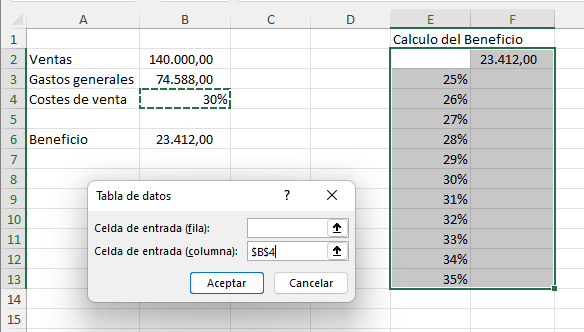 A B C D E F
1 Calculo del Beneficio
2 Ventas 140.000,00 23.412,00
3 Gastos generales 74.588,00 25%
4 Costes de venta 30% 26%
5 27%
6 Beneficio 23.412,00 28%
7 29%
8 30%
9 31%
10 32%
11 33%
12 34%
13 35%
14
15
Tabla de datos ?
Celda de entrada (fila):
Celda de entrada (columna): $B$4
Aceptar Cancelar